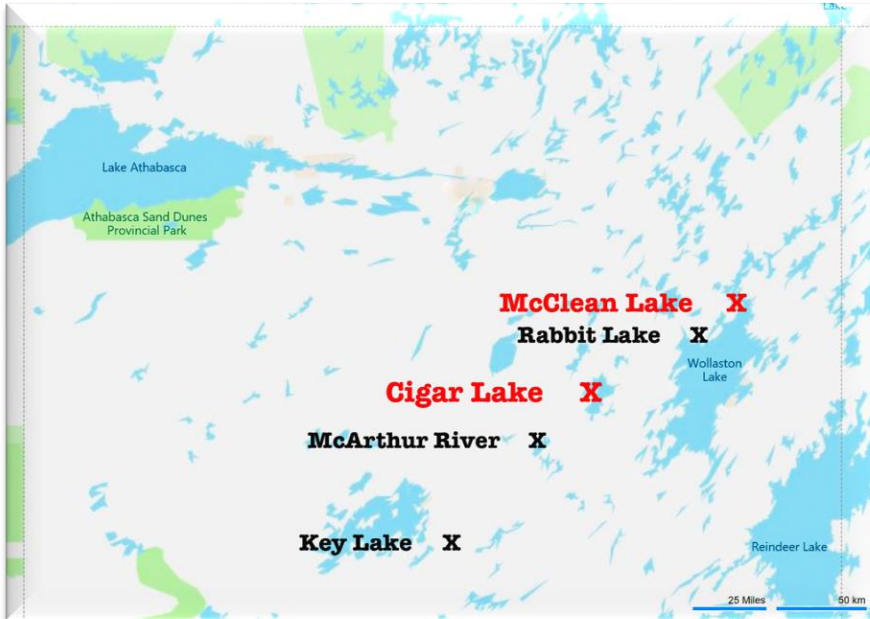 Lake
Lake Athabasca
Athabasca Sand Dunes
Provincial Park
McClean Lake X
Rabbit Lake X
Wollaston
Lake
Cigar Lake X
McArthur River X
Key Lake X
Reindeer Lake
25 Miles 50 km